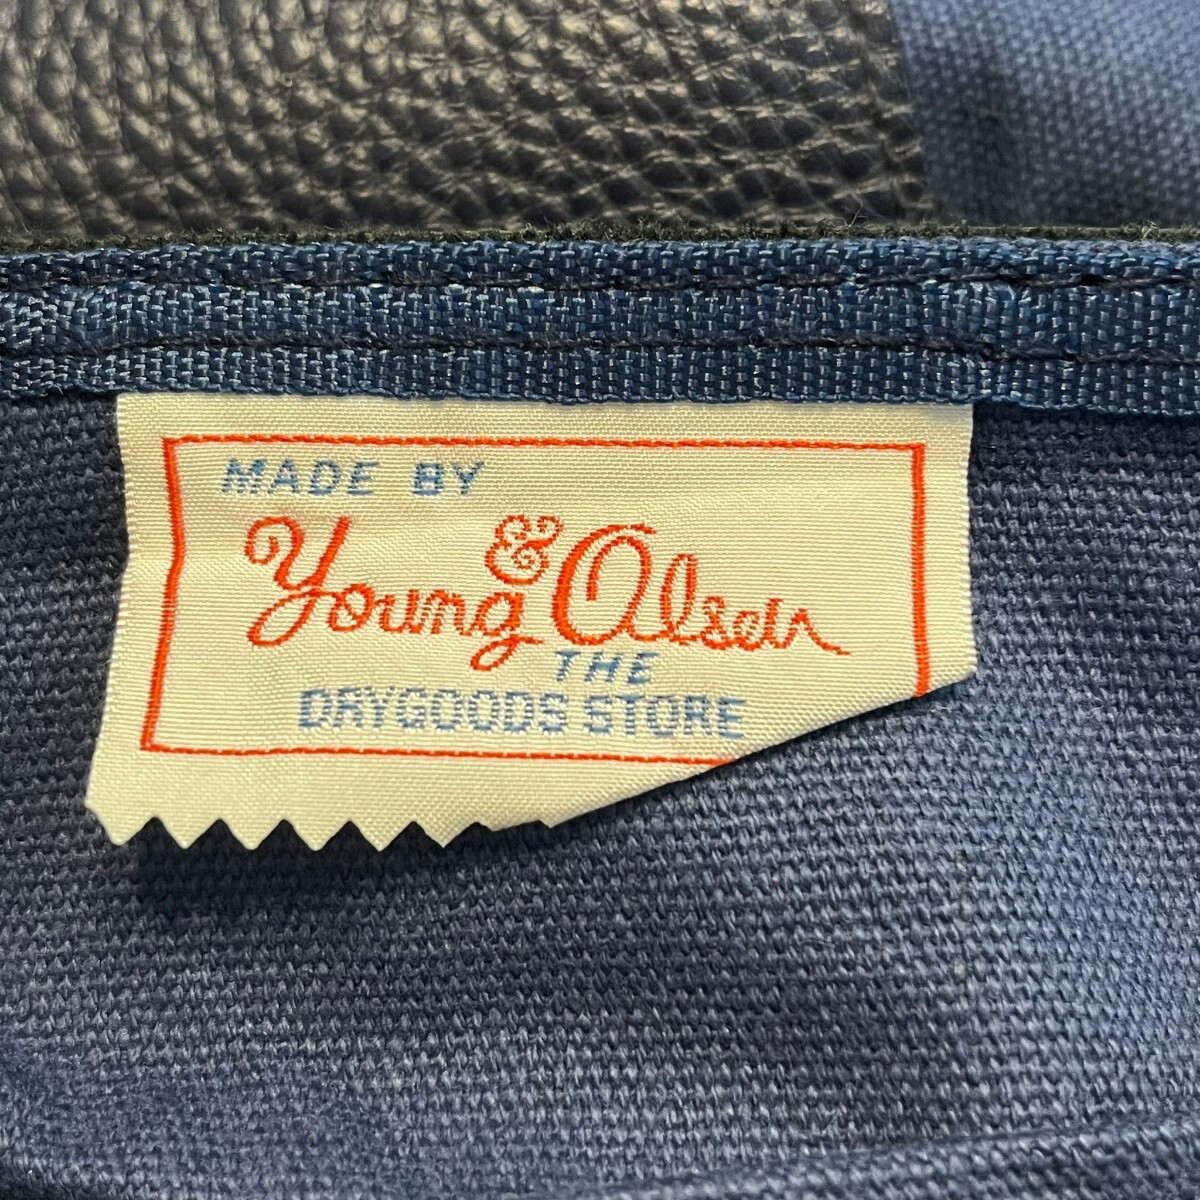 MADE BY
Young & Olsen
THE
DRYGOODS STORE